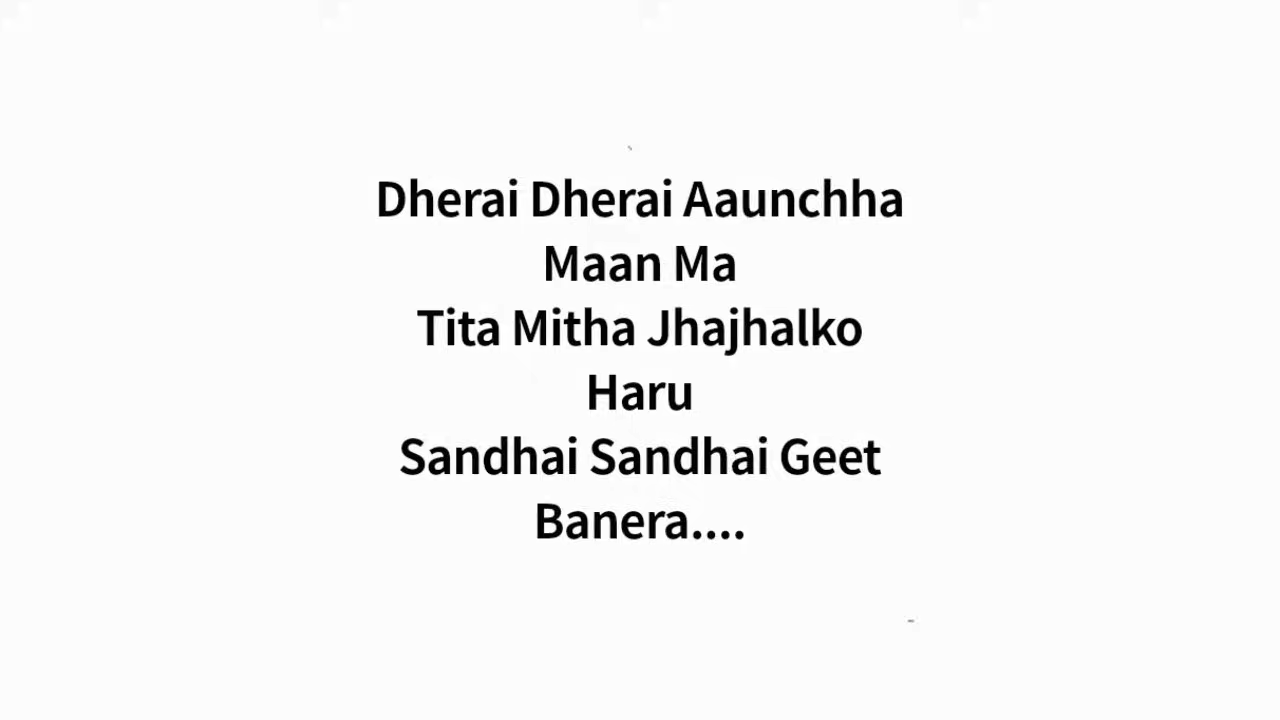 Dherai Dherai Aaunchha
Maan Ma
Tita Mitha Jhajhalko
Haru
Sandhai Sandhai Geet
Banera....